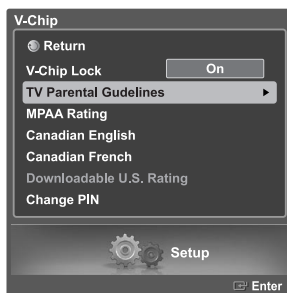 V-Chip
Return
V-Chip Lock On
TV Parental Gudelines
MPAA Rating
Canadian English
Canadian French
Downloadable U.S. Rating
Change PIN
Setup
Enter